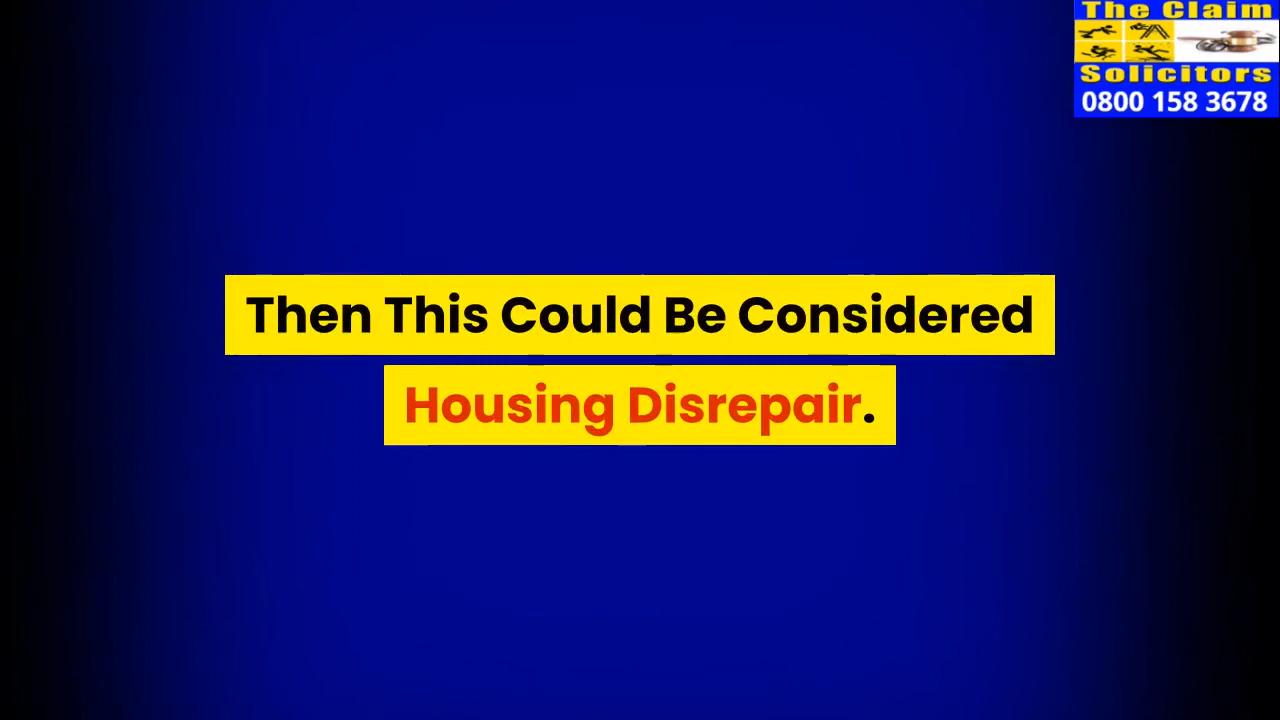 The Claim
Solicitors
0800 158 3678
Then This Could Be Considered
Housing Disrepair.